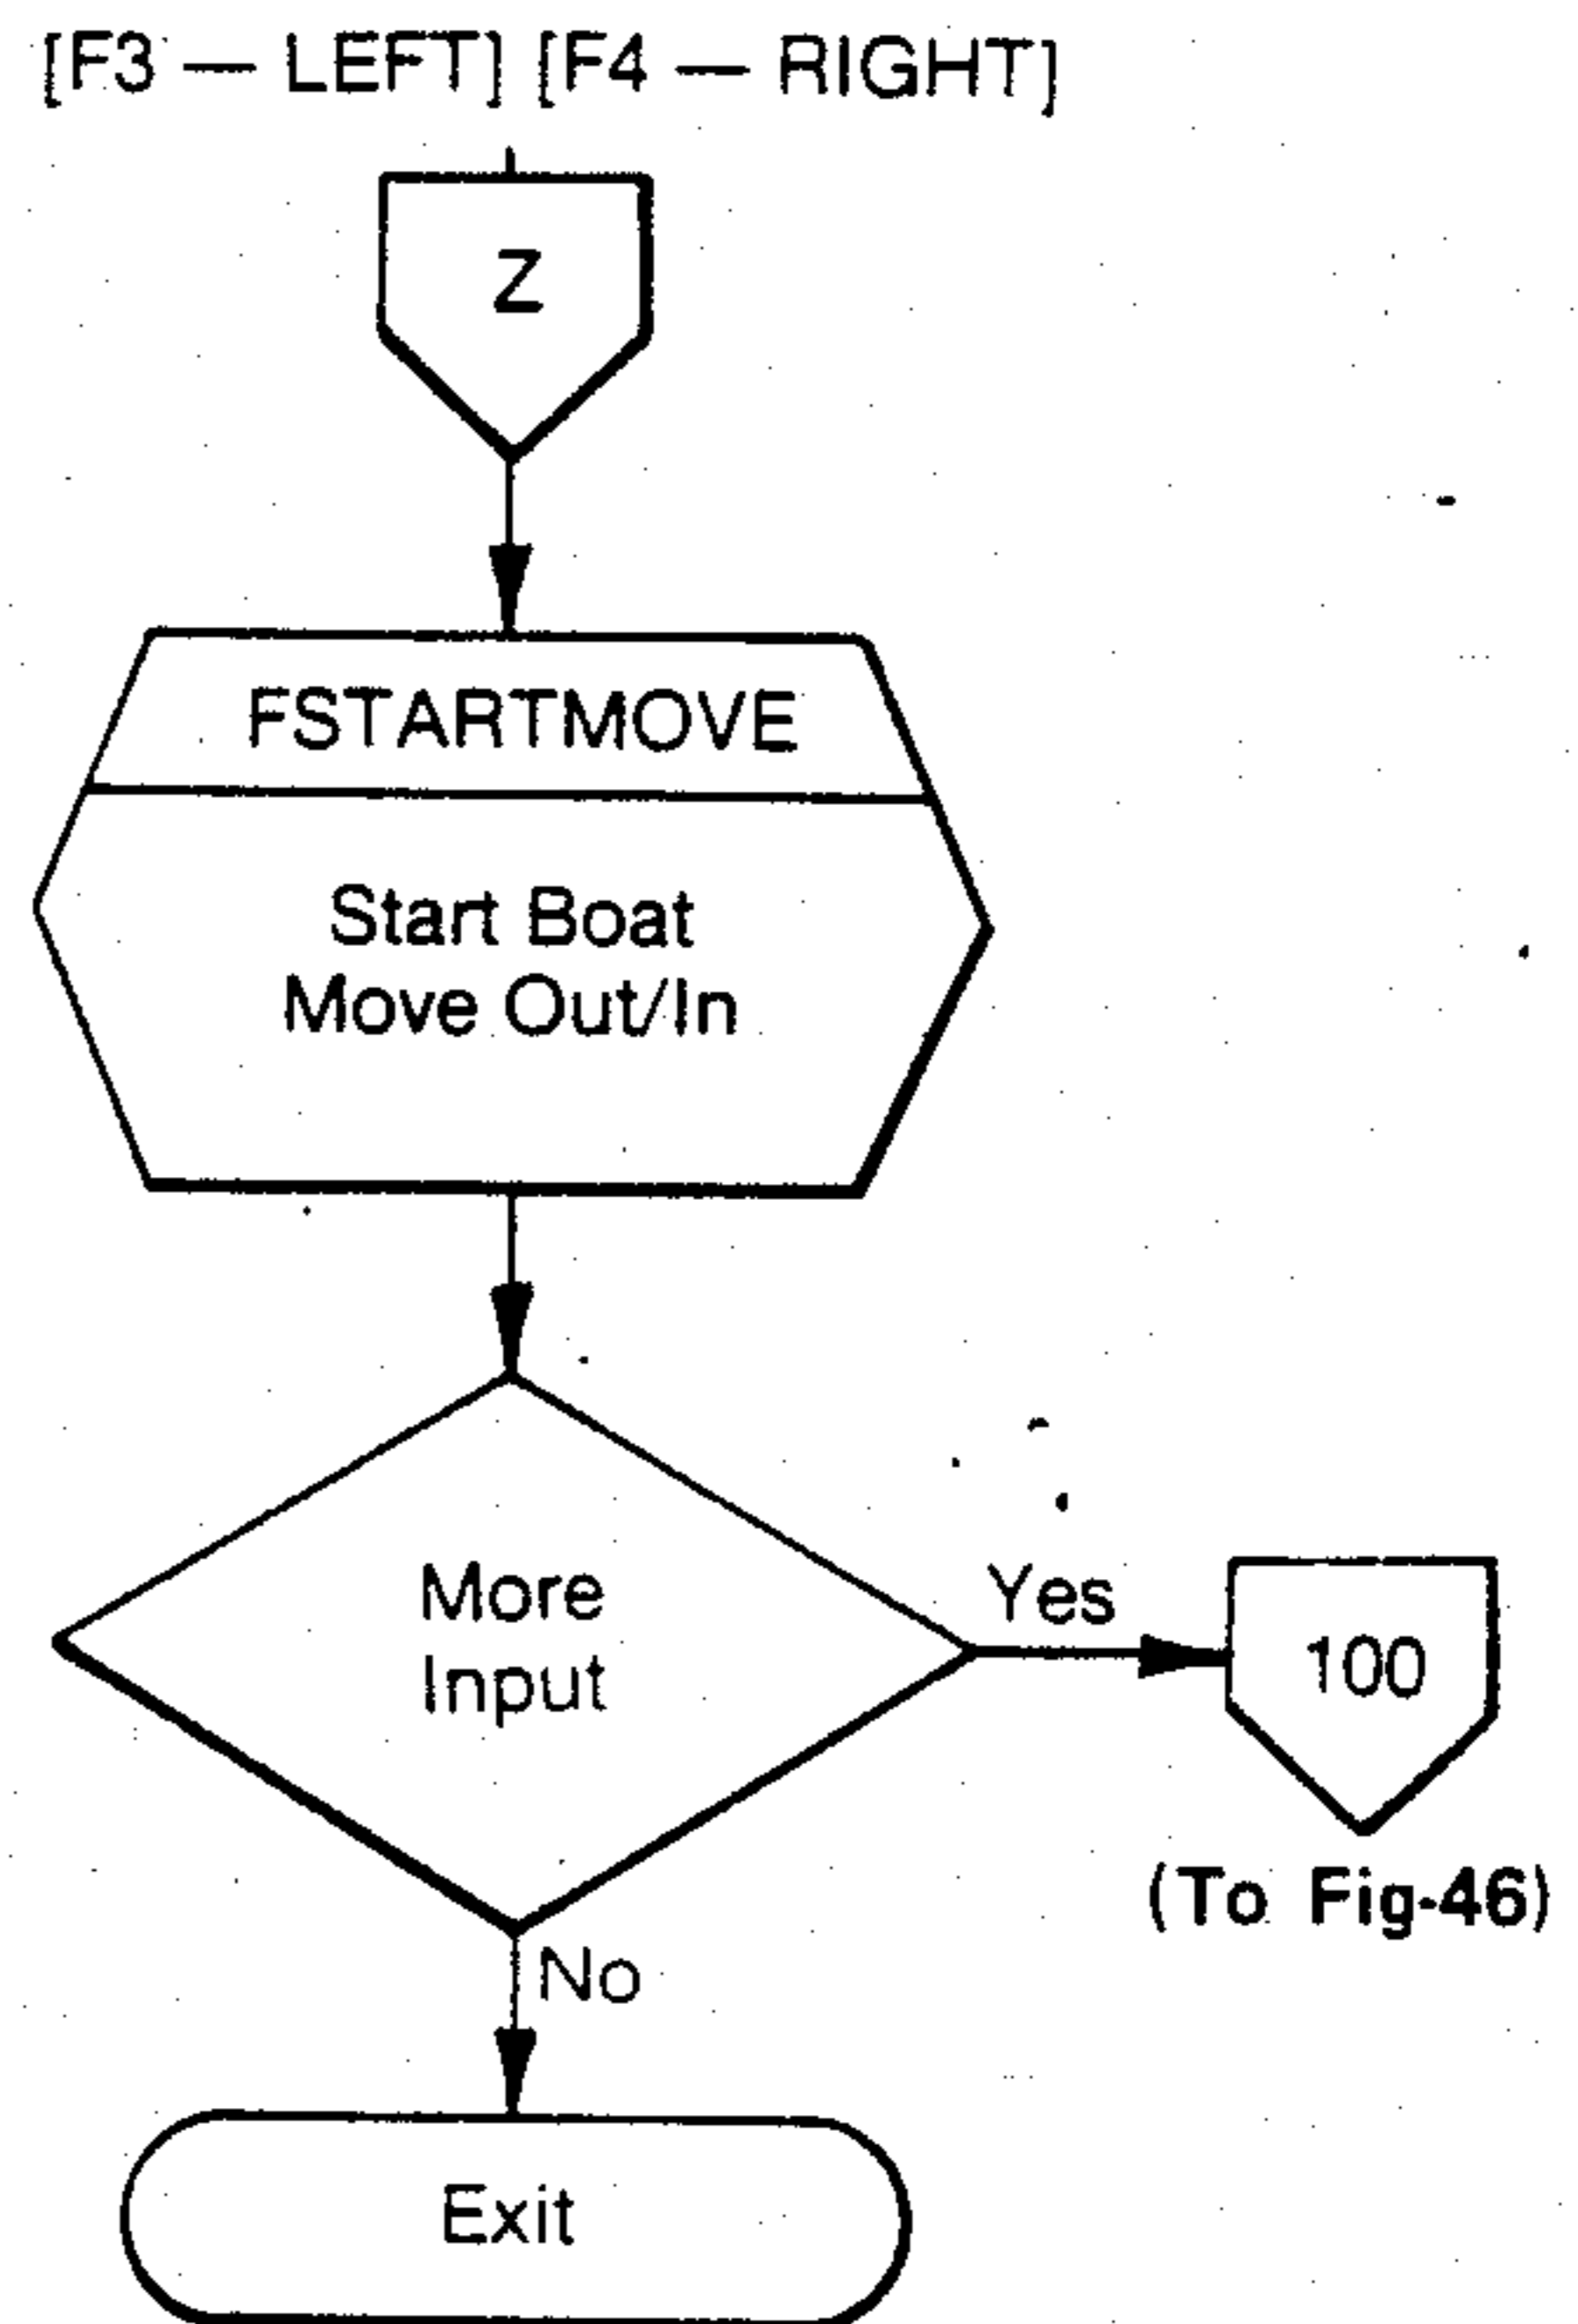 [F3 — LEFT] [F4 — RIGHT]
Z
FSTARTMOVE
Start Boat
Move Out/In
More
Input
Yes
100
(To Fig-46)
No
Exit